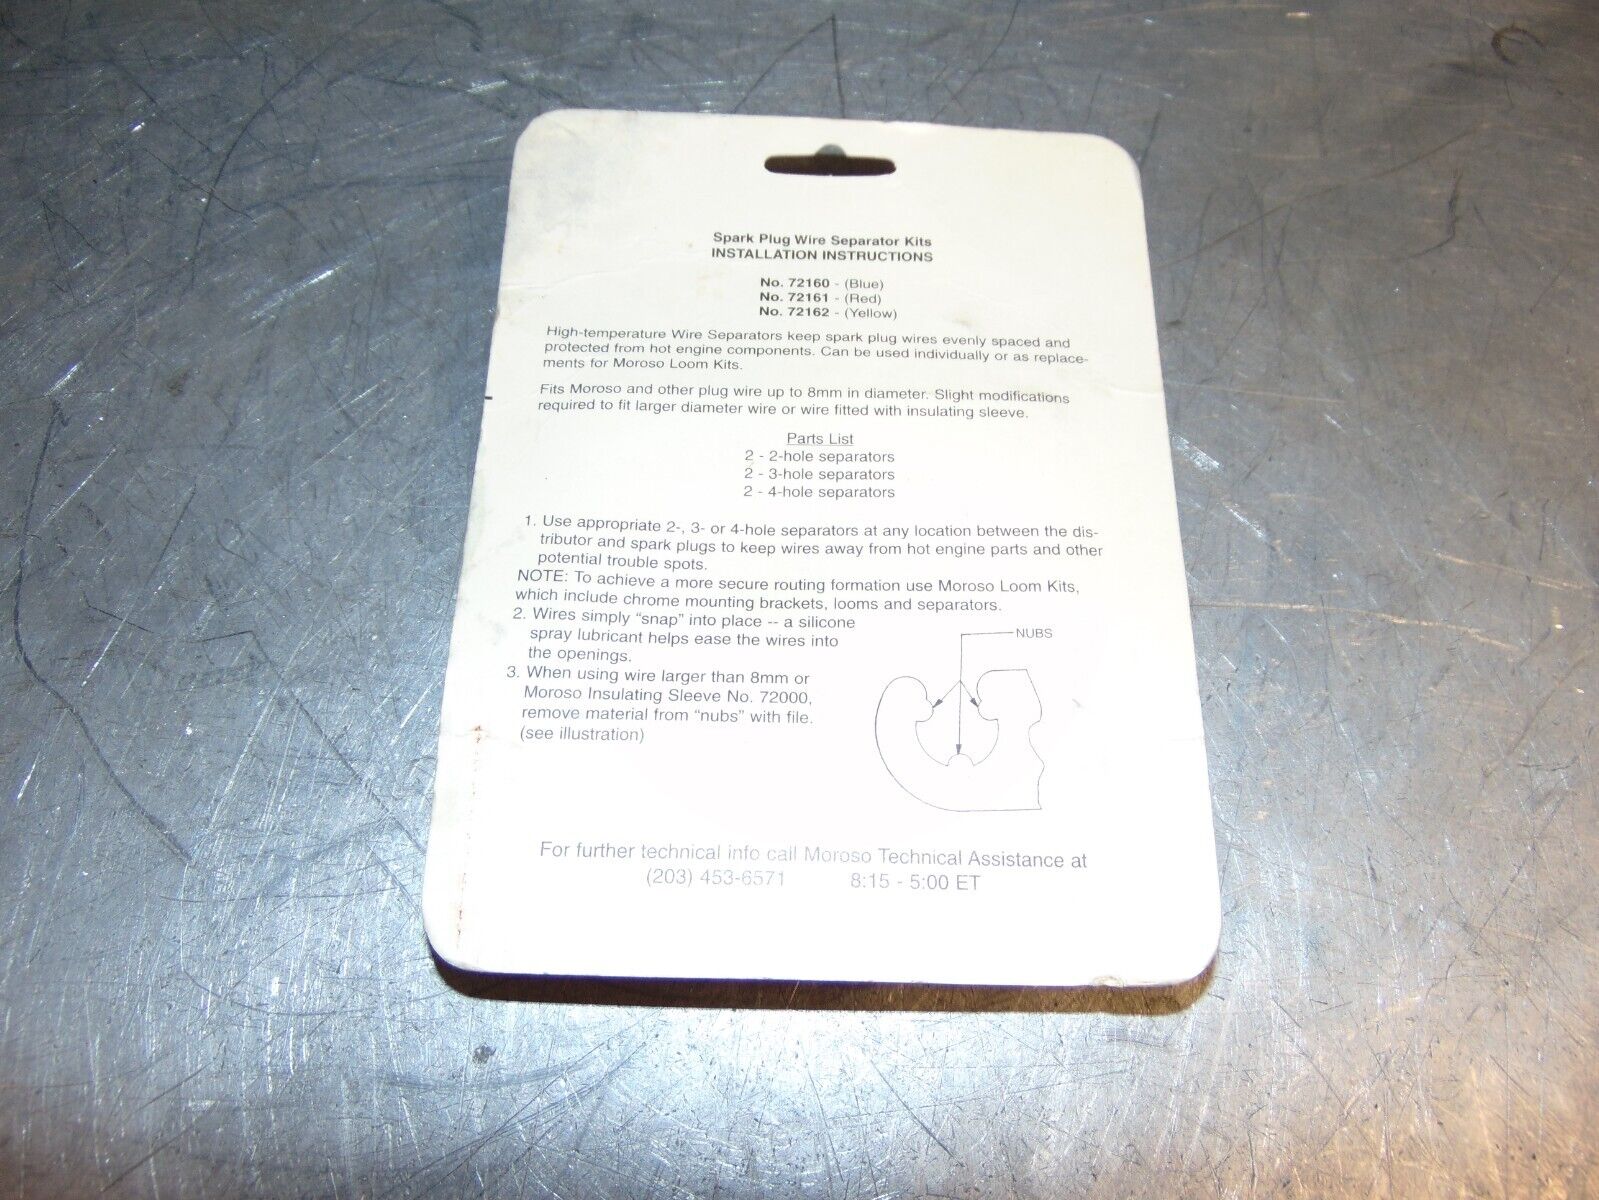 Spark Plug Wire Separator Kits
INSTALLATION INSTRUCTIONS
No. 72160 - (Blue)
No. 72161 - (Red)
No. 72162 - (Yellow)
High-temperature Wire Separators keep spark plug wires evenly spaced and
protected from hot engine components. Can be used individually or as replace-
ments for Moroso Loom Kits.
Fits Moroso and other plug wire up to 8mm in diameter. Slight modifications
required to fit larger diameter wire or wire fitted with insulating sleeve.
Parts List
2 - 2-hole separators
2 - 3-hole separators
2 - 4-hole separators
1. Use appropriate 2-, 3- or 4-hole separators at any location between the dis-
tributor and spark plugs to keep wires away from hot engine parts and other
potential trouble spots.
NOTE: To achieve a more secure routing formation use Moroso Loom Kits,
which include chrome mounting brackets, looms and separators.
2. Wires simply "snap" into place -- a silicone
spray lubricant helps ease the wires into
the openings.
3. When using wire larger than 8mm or
Moroso Insulating Sleeve No. 72000,
remove material from "nubs" with file.
(see illustration)
NUBS
For further technical info call Moroso Technical Assistance at
(203) 453-6571 8:15 - 5:00 ET